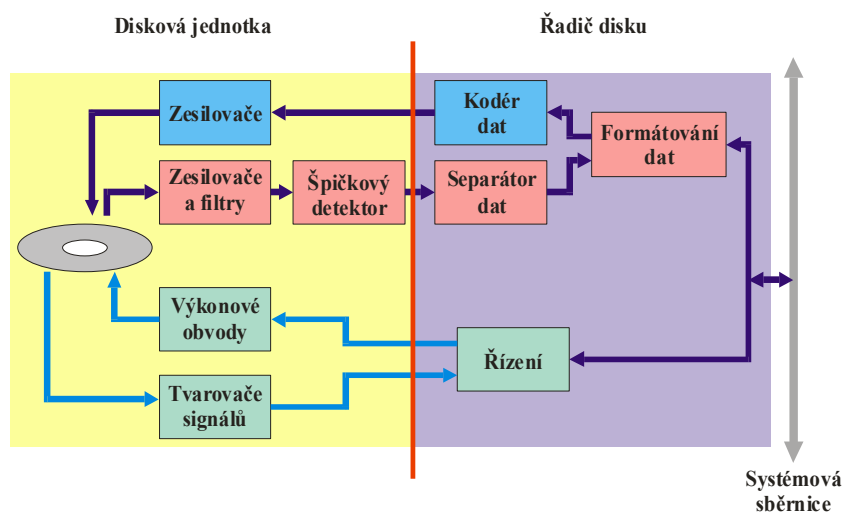 Disková jednotka
Řadič disku
Zesilovače
Kodér
dat
Formátování
dat
Zesilovače
a filtry
Špičkový
detektor
Separátor
dat
Výkonové
obvody
Řízení
Tvarovače
signálů
Systémová
sběrnice